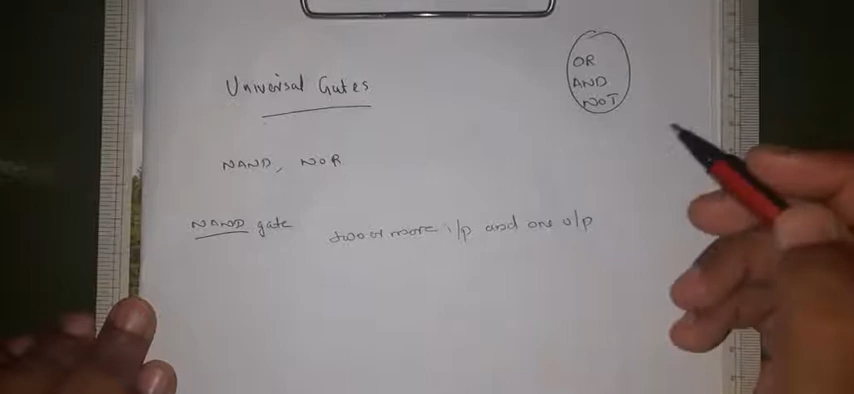 Universal Gates
OR
AND
NOT
NAND, NOR
NAND gate two or more i/p and one o/p